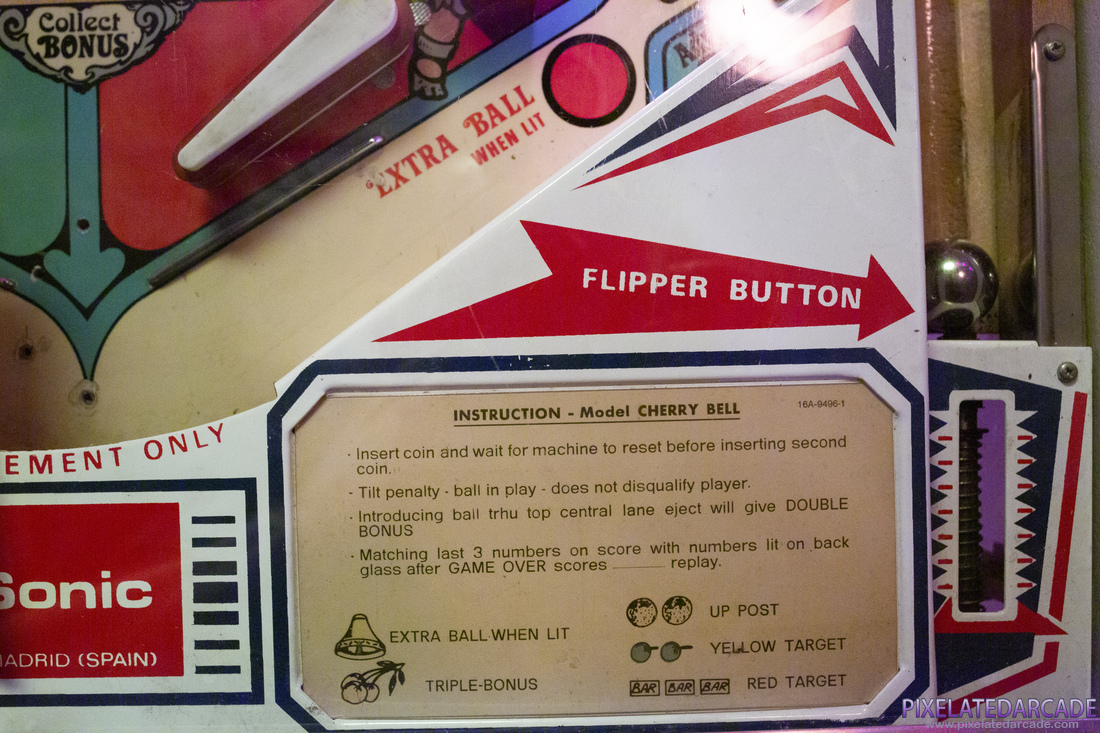 Collect
BONUS
EXTRA BALL
WHEN LIT
FLIPPER BUTTON
INSTRUCTION - Model CHERRY BELL
16A-9496-1
· Insert coin and wait for machine to reset before inserting second
coin.
· Tilt penalty - ball in play - does not disqualify player.
· Introducing ball trhu top central lane eject will give DOUBLE
BONUS
· Matching last 3 numbers on score with numbers lit on back
glass after GAME OVER scores _____ replay.
EXTRA BALL-WHEN LIT
UP POST
YELLOW TARGET
TRIPLE-BONUS
BAR BAR BAR RED TARGET
EMENT ONLY
Sonic
MADRID (SPAIN)
PIXELATEDARCADE
www.pixelatedarcade.com